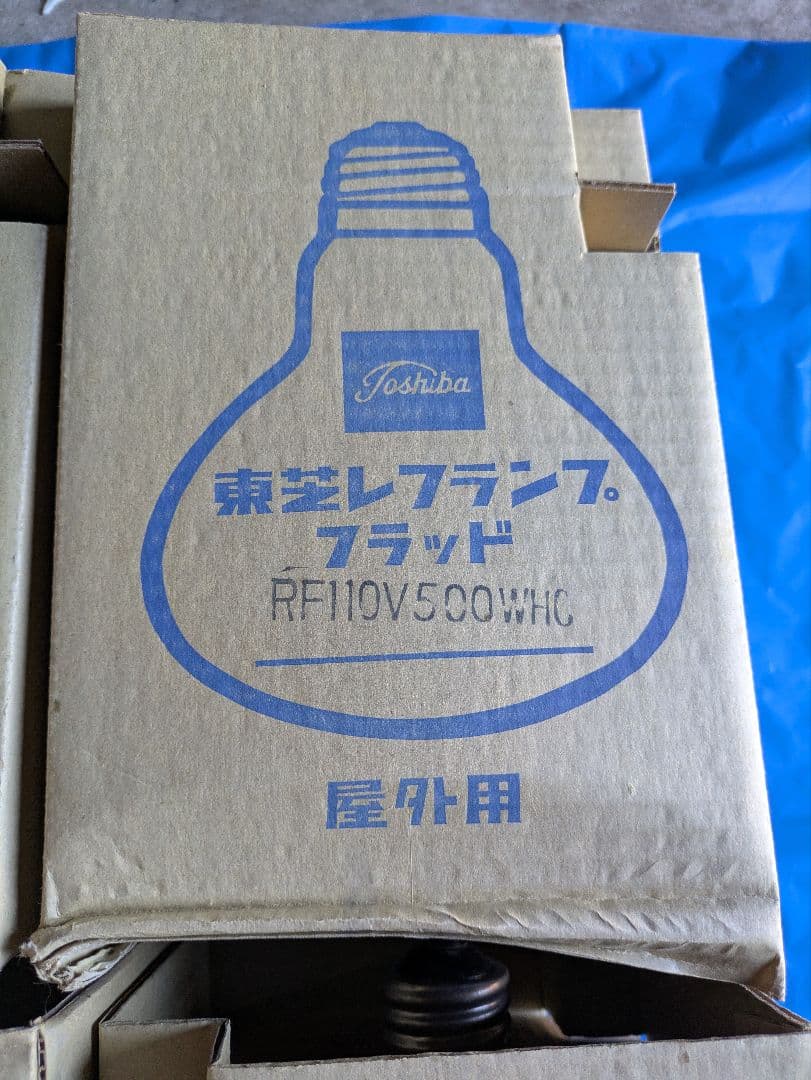 Toshiba
東芝レフランプ
フラッド
RF110V500WHC
屋外用